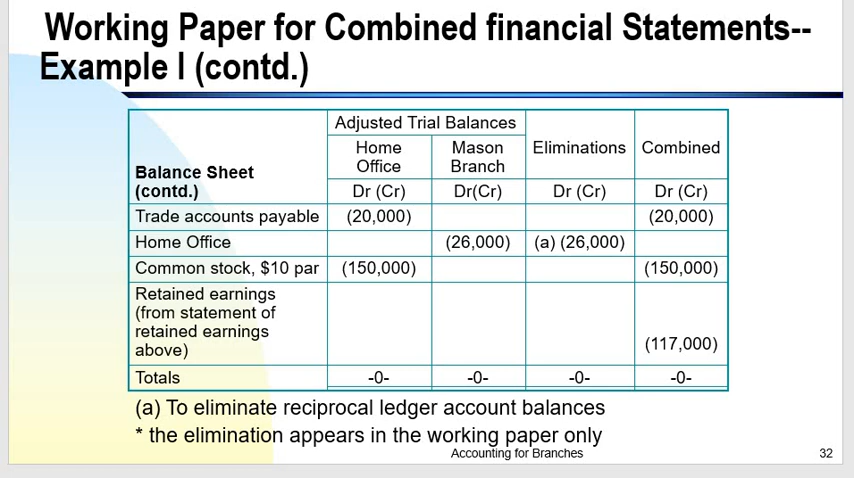 Working Paper for Combined financial Statements--
Example I (contd.)
Adjusted Trial Balances
Balance Sheet (contd.) Home Office Mason Branch Eliminations Combined
Dr (Cr) Dr(Cr) Dr (Cr) Dr (Cr)
Trade accounts payable (20,000) (20,000)
Home Office (26,000) (a) (26,000)
Common stock, $10 par (150,000) (150,000)
Retained earnings
(from statement of
retained earnings
above) (117,000)
Totals -0- -0- -0- -0-
(a) To eliminate reciprocal ledger account balances
* the elimination appears in the working paper only
Accounting for Branches 32